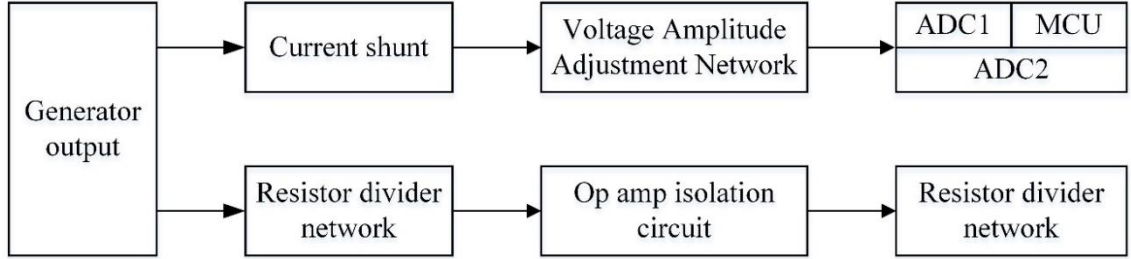 Generator
output
Current shunt
Voltage Amplitude
Adjustment Network
ADC1
MCU
ADC2
Resistor divider
network
Op amp isolation
circuit
Resistor divider
network